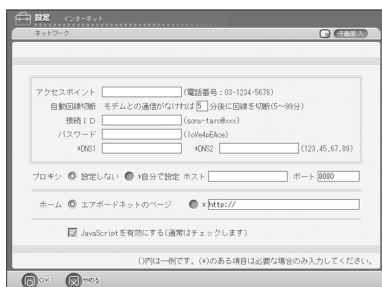 設定 インターネット
ネットワーク
子画面 入
アクセスポイント (電話番号:03-1234-5678)
自動回線切断 モデムとの通信がなければ 5 分後に回線を切断(5~99分)
接続ID (sony-taro@xxx)
パスワード (loVe4pEAce)
*DNS1 *DNS2 (123.45.67.89)
プロキシ 設定しない *自分で設定 ホスト ポート 8080
ホーム エアボードネットのページ * http://
JavaScriptを有効にする(通常はチェックします)
()内は一例です。(*)のある項目は必要な場合のみ入力してください。
OK やめる